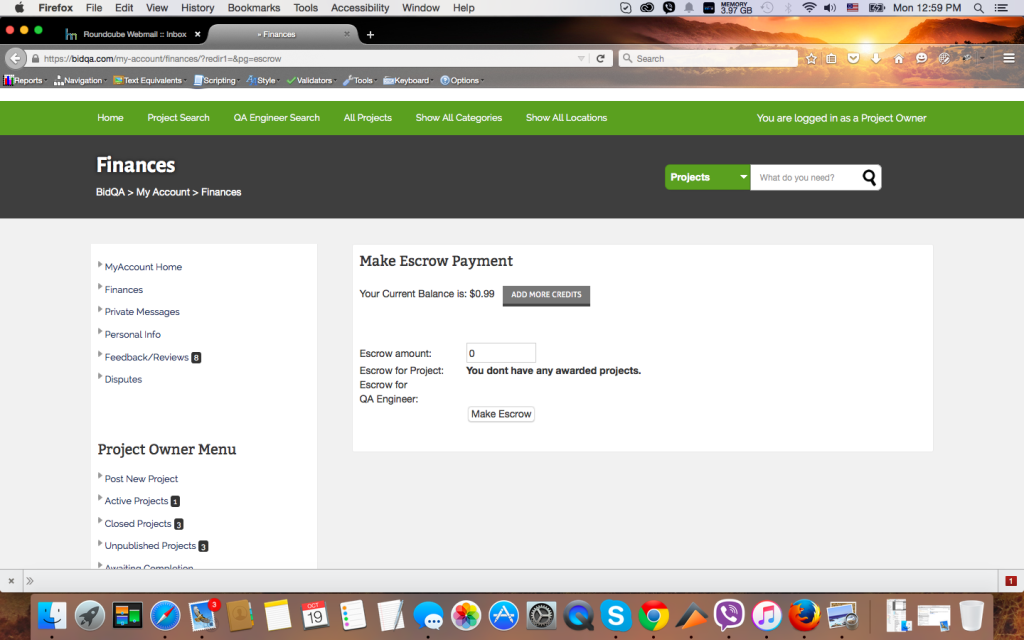 Firefox File Edit View History Bookmarks Tools Accessibility Window Help MEMORY 3.97 GB Mon 12:59 PM
Roundcube Webmail :: Inbox × » Finances × +
https://bidqa.com/my-account/finances/?redir1=&pg=escrow Search
Reports Navigation Text Equivalents Scripting Style Validators Tools Keyboard Options
Home Project Search QA Engineer Search All Projects Show All Categories Show All Locations You are logged in as a Project Owner
Finances
BidQA > My Account > Finances
Projects What do you need?
MyAccount Home
Finances
Private Messages
Personal Info
Feedback/Reviews 8
Disputes
Project Owner Menu
Post New Project
Active Projects 1
Closed Projects 3
Unpublished Projects 3
Awaiting Completion
Make Escrow Payment
Your Current Balance is: $0.99 ADD MORE CREDITS
Escrow amount: 0
Escrow for Project: You dont have any awarded projects.
Escrow for
QA Engineer:
Make Escrow
× » 1
3
OCT
19